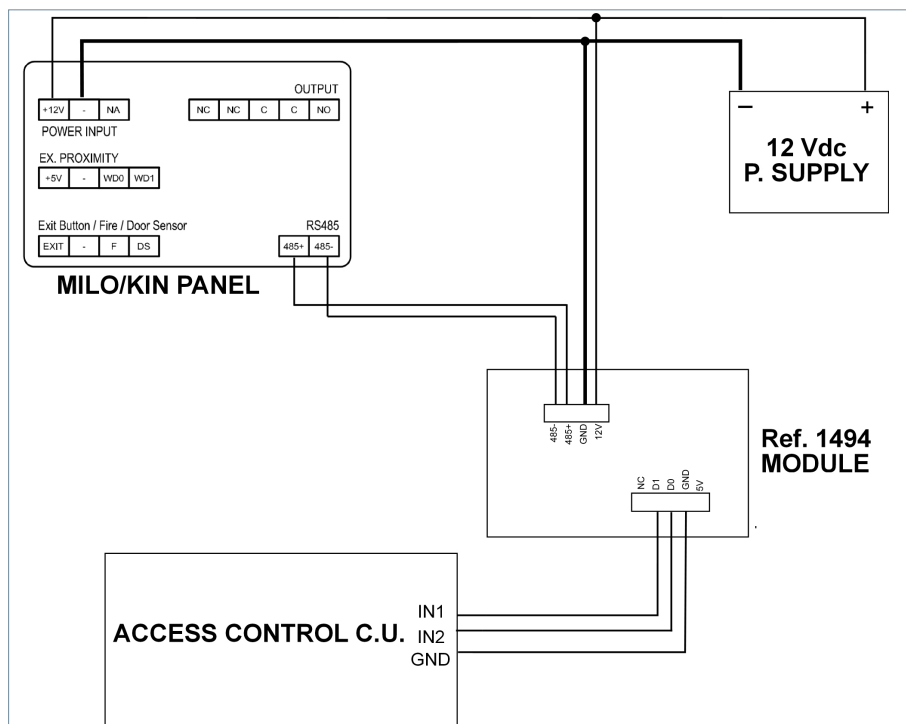 OUTPUT
+12V - NA
NC NC C C NO
POWER INPUT
EX. PROXIMITY
+5V - WD0 WD1
Exit Button / Fire / Door Sensor
RS485
EXIT - F DS
485+ 485-
MILO/KIN PANEL
− +
12 Vdc
P. SUPPLY
485-
485+
GND
12V
Ref. 1494
MODULE
NC
D1
D0
GND
5V
ACCESS CONTROL C.U.
IN1
IN2
GND